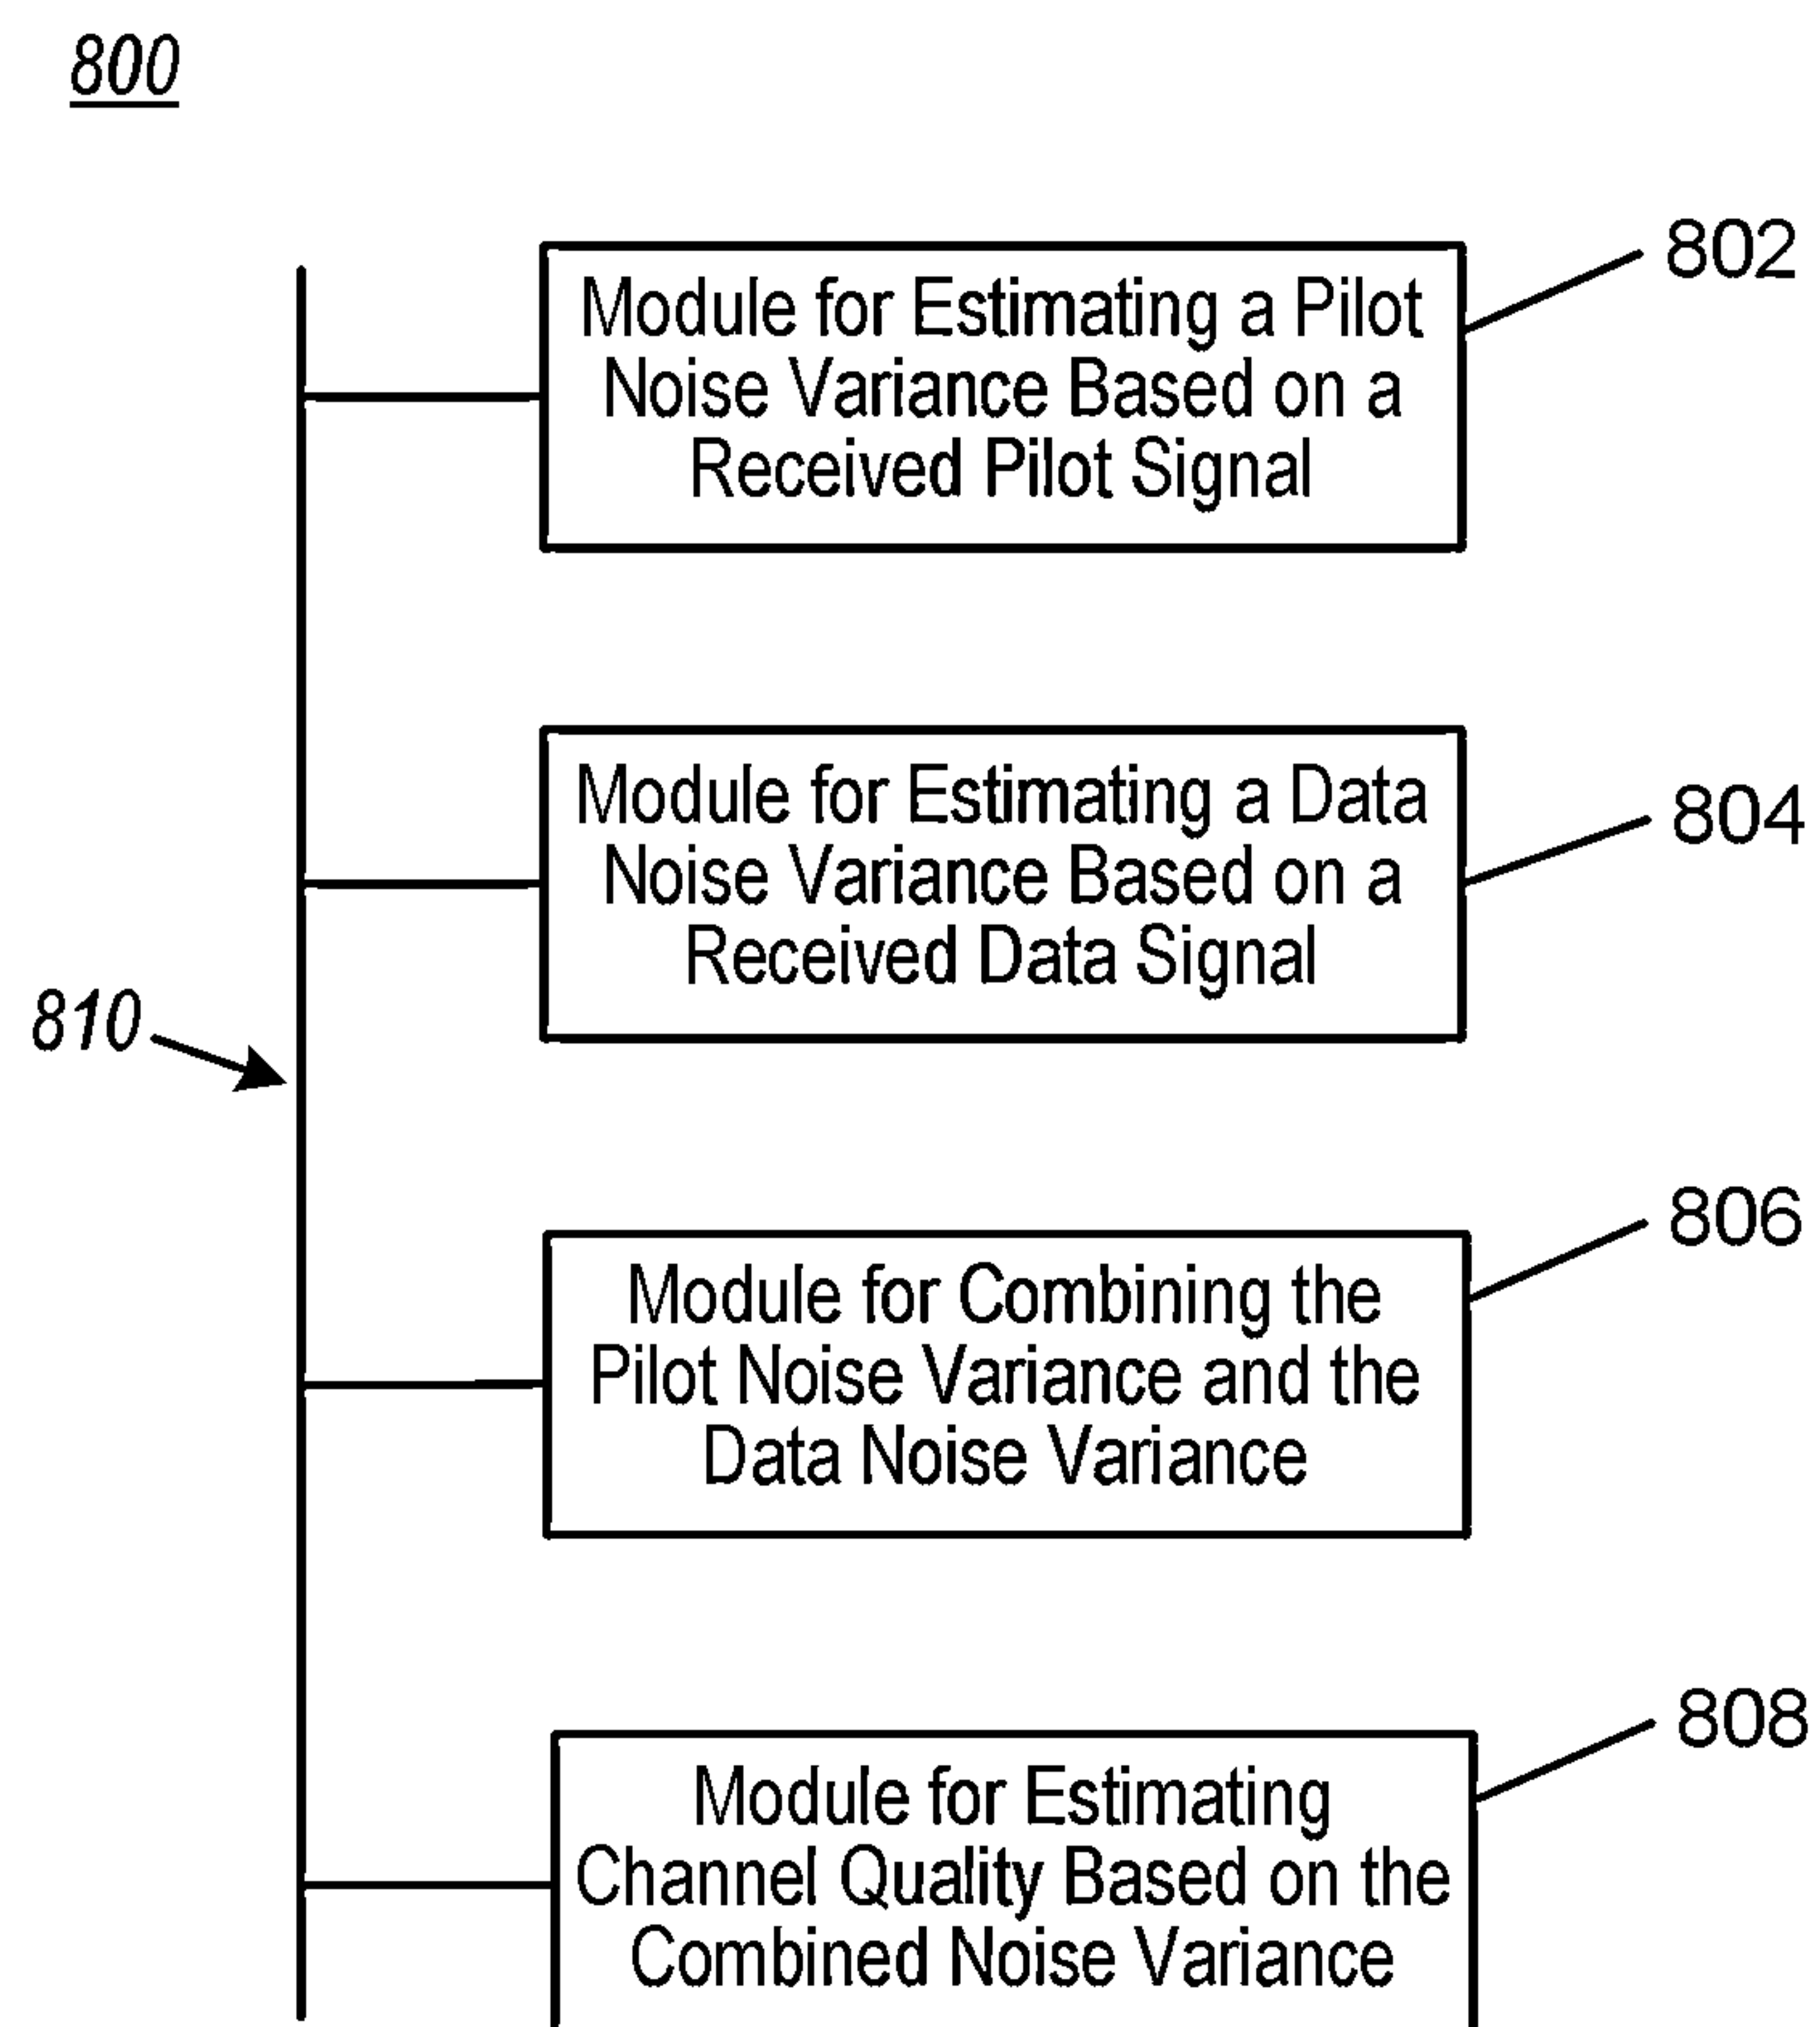 800
802
Module for Estimating a Pilot
Noise Variance Based on a
Received Pilot Signal
804
Module for Estimating a Data
Noise Variance Based on a
Received Data Signal
810
806
Module for Combining the
Pilot Noise Variance and the
Data Noise Variance
808
Module for Estimating
Channel Quality Based on the
Combined Noise Variance